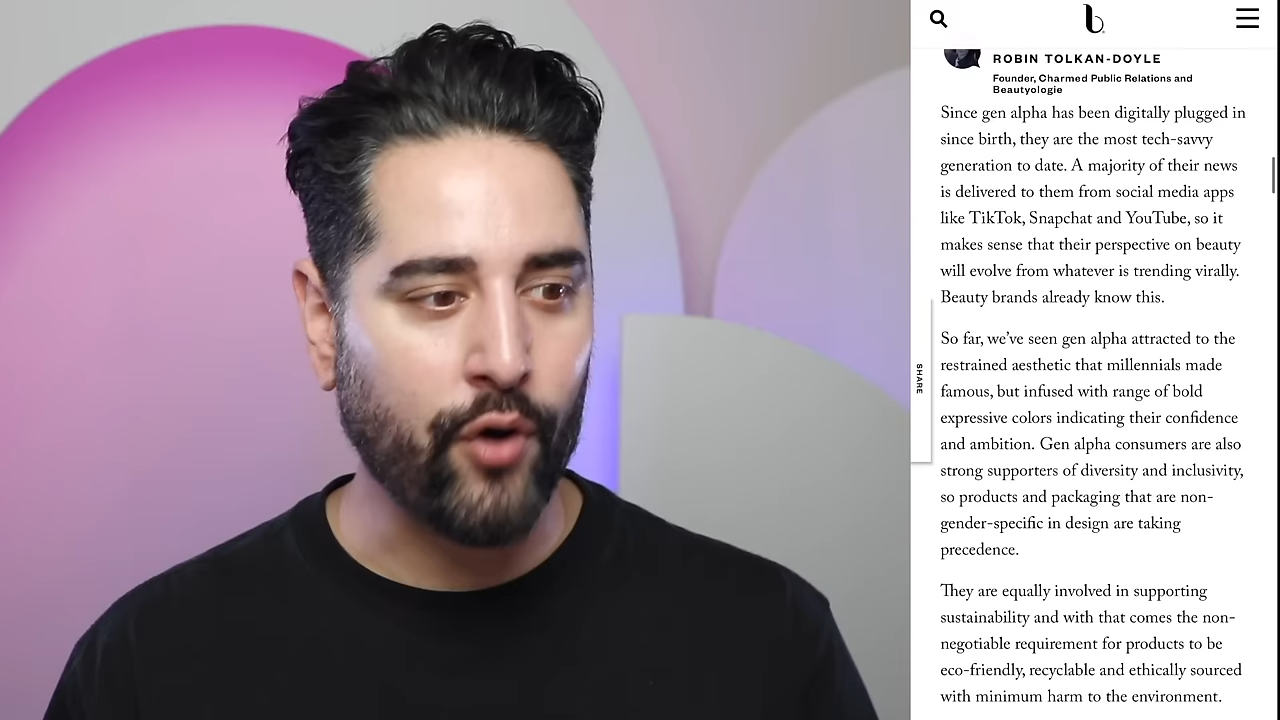 ROBIN TOLKAN-DOYLE
Founder, Charmed Public Relations and
Beautyologie
Since gen alpha has been digitally plugged in
since birth, they are the most tech-savvy
generation to date. A majority of their news
is delivered to them from social media apps
like TikTok, Snapchat and YouTube, so it
makes sense that their perspective on beauty
will evolve from whatever is trending virally.
Beauty brands already know this.
So far, we’ve seen gen alpha attracted to the
restrained aesthetic that millennials made
famous, but infused with range of bold
expressive colors indicating their confidence
and ambition. Gen alpha consumers are also
strong supporters of diversity and inclusivity,
so products and packaging that are non-
gender-specific in design are taking
precedence.
They are equally involved in supporting
sustainability and with that comes the non-
negotiable requirement for products to be
eco-friendly, recyclable and ethically sourced
with minimum harm to the environment.
SHARE